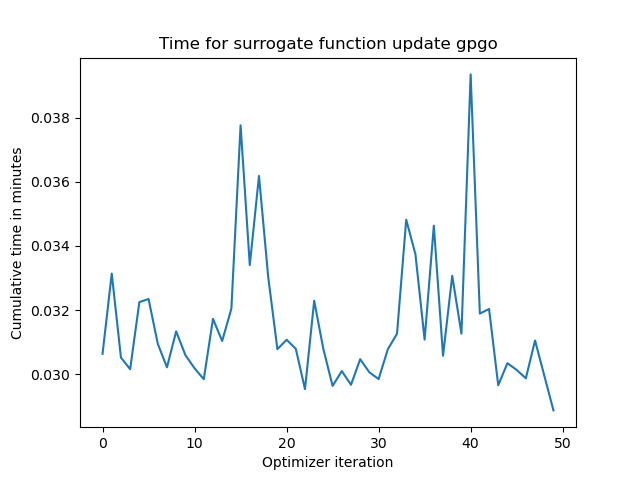 Time for surrogate function update gpgo
Cumulative time in minutes
0.038
0.036
0.034
0.032
0.030
0 10 20 30 40 50
Optimizer iteration